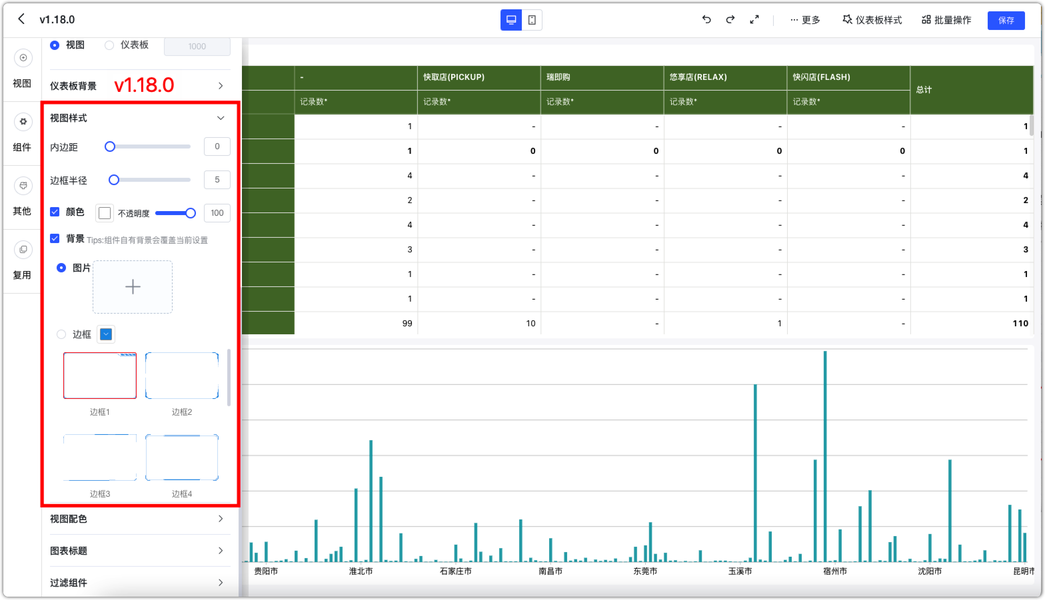 v1.18.0
更多
仪表板样式
批量操作
保存
视图
组件
其他
复用
视图
仪表板
1000
仪表板背景
v1.18.0
视图样式
内边距
0
边框半径
5
颜色
不透明度
100
背景
Tips:组件自有背景会覆盖当前设置
图片
边框
边框1
边框2
边框3
边框4
视图配色
图表标题
过滤组件
- 快取店(PICKUP) 瑞即购 悠享店(RELAX) 快闪店(FLASH) 总计
记录数* 记录数* 记录数* 记录数* 记录数*
1 - - - - 1
1 0 0 0 0 1
4 - - - - 4
2 - - - - 2
4 - - - - 4
3 - - - - 3
1 - - - - 1
1 - - - - 1
99 10 - 1 - 110
贵阳市 淮北市 石家庄市 南昌市 东莞市 玉溪市 宿州市 沈阳市 昆明市